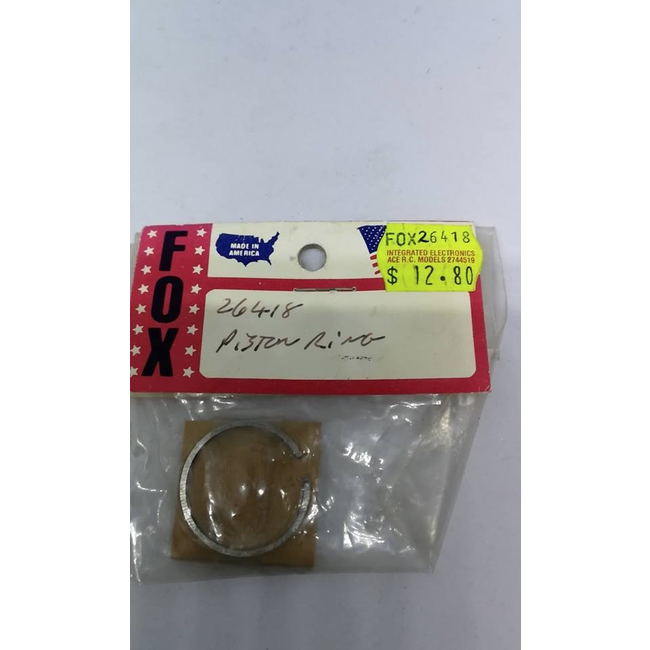 FOX
MADE IN
AMERICA
FOX26418
INTEGRATED ELECTRONICS
ACE R.C. MODELS 2744519
$ 12.80
26418
PISTON RING